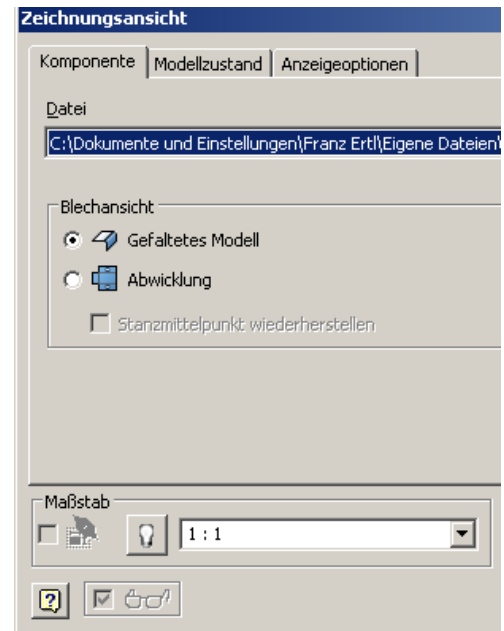 Zeichnungsansicht
Komponente Modellzustand Anzeigeoptionen
Datei
C:\Dokumente und Einstellungen\Franz Ertl\Eigene Dateien\
Blechansicht
Gefaltetes Modell
Abwicklung
Stanzmittelpunkt wiederherstellen
Maßstab
1 : 1